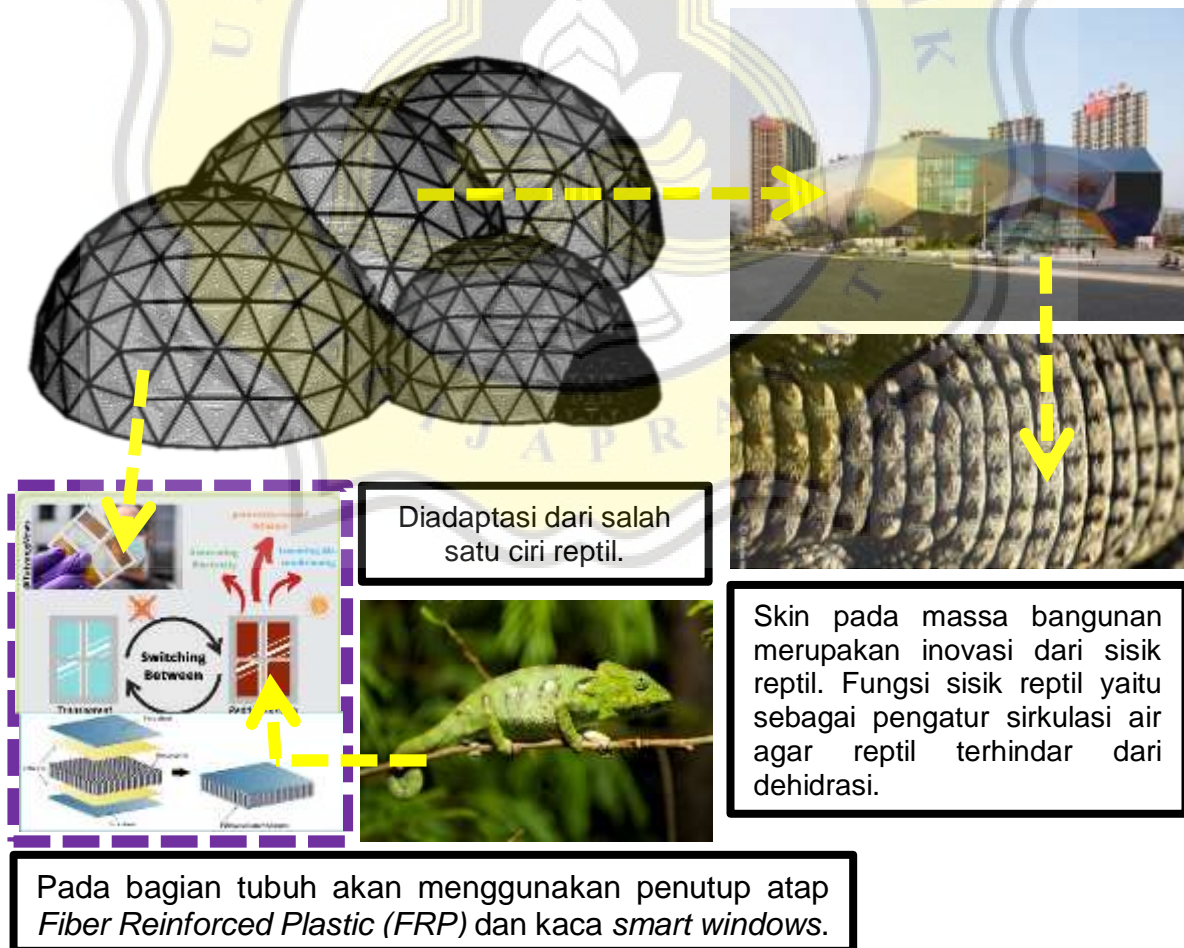 Diadaptasi dari salah
satu ciri reptil.
Switching
Between
Transparent
Skin pada massa bangunan
merupakan inovasi dari sisik
reptil. Fungsi sisik reptil yaitu
sebagai pengatur sirkulasi air
agar reptil terhindar dari
dehidrasi.
Pada bagian tubuh akan menggunakan penutup atap
Fiber Reinforced Plastic (FRP) dan kaca smart windows.
IJAPRA